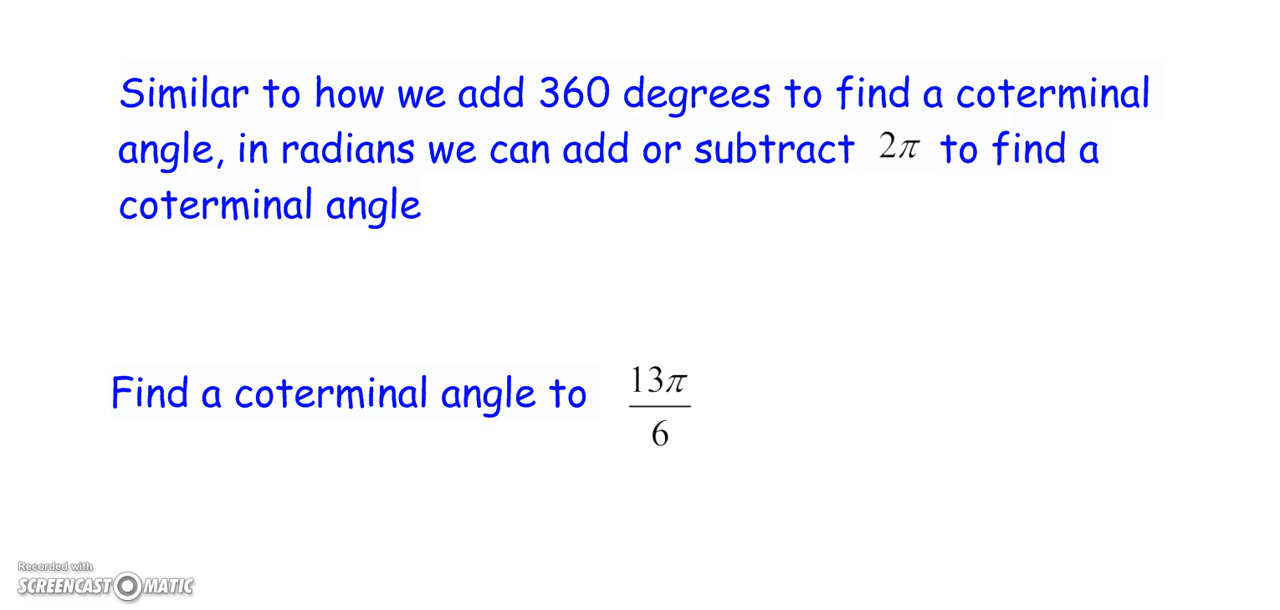 Similar to how we add 360 degrees to find a coterminal
angle, in radians we can add or subtract 2π to find a
coterminal angle
Find a coterminal angle to 13π/6
Recorded with
SCREENCAST-O-MATIC